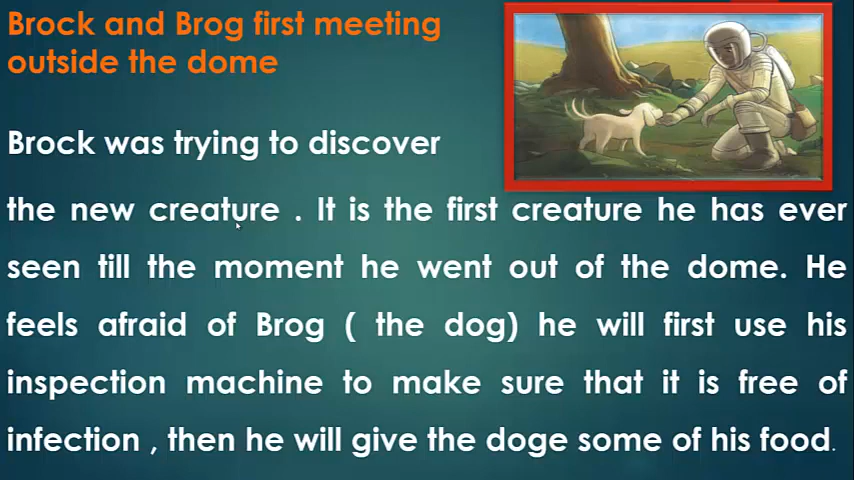 Brock and Brog first meeting
outside the dome
Brock was trying to discover
the new creature . It is the first creature he has ever
seen till the moment he went out of the dome. He
feels afraid of Brog ( the dog) he will first use his
inspection machine to make sure that it is free of
infection , then he will give the doge some of his food.